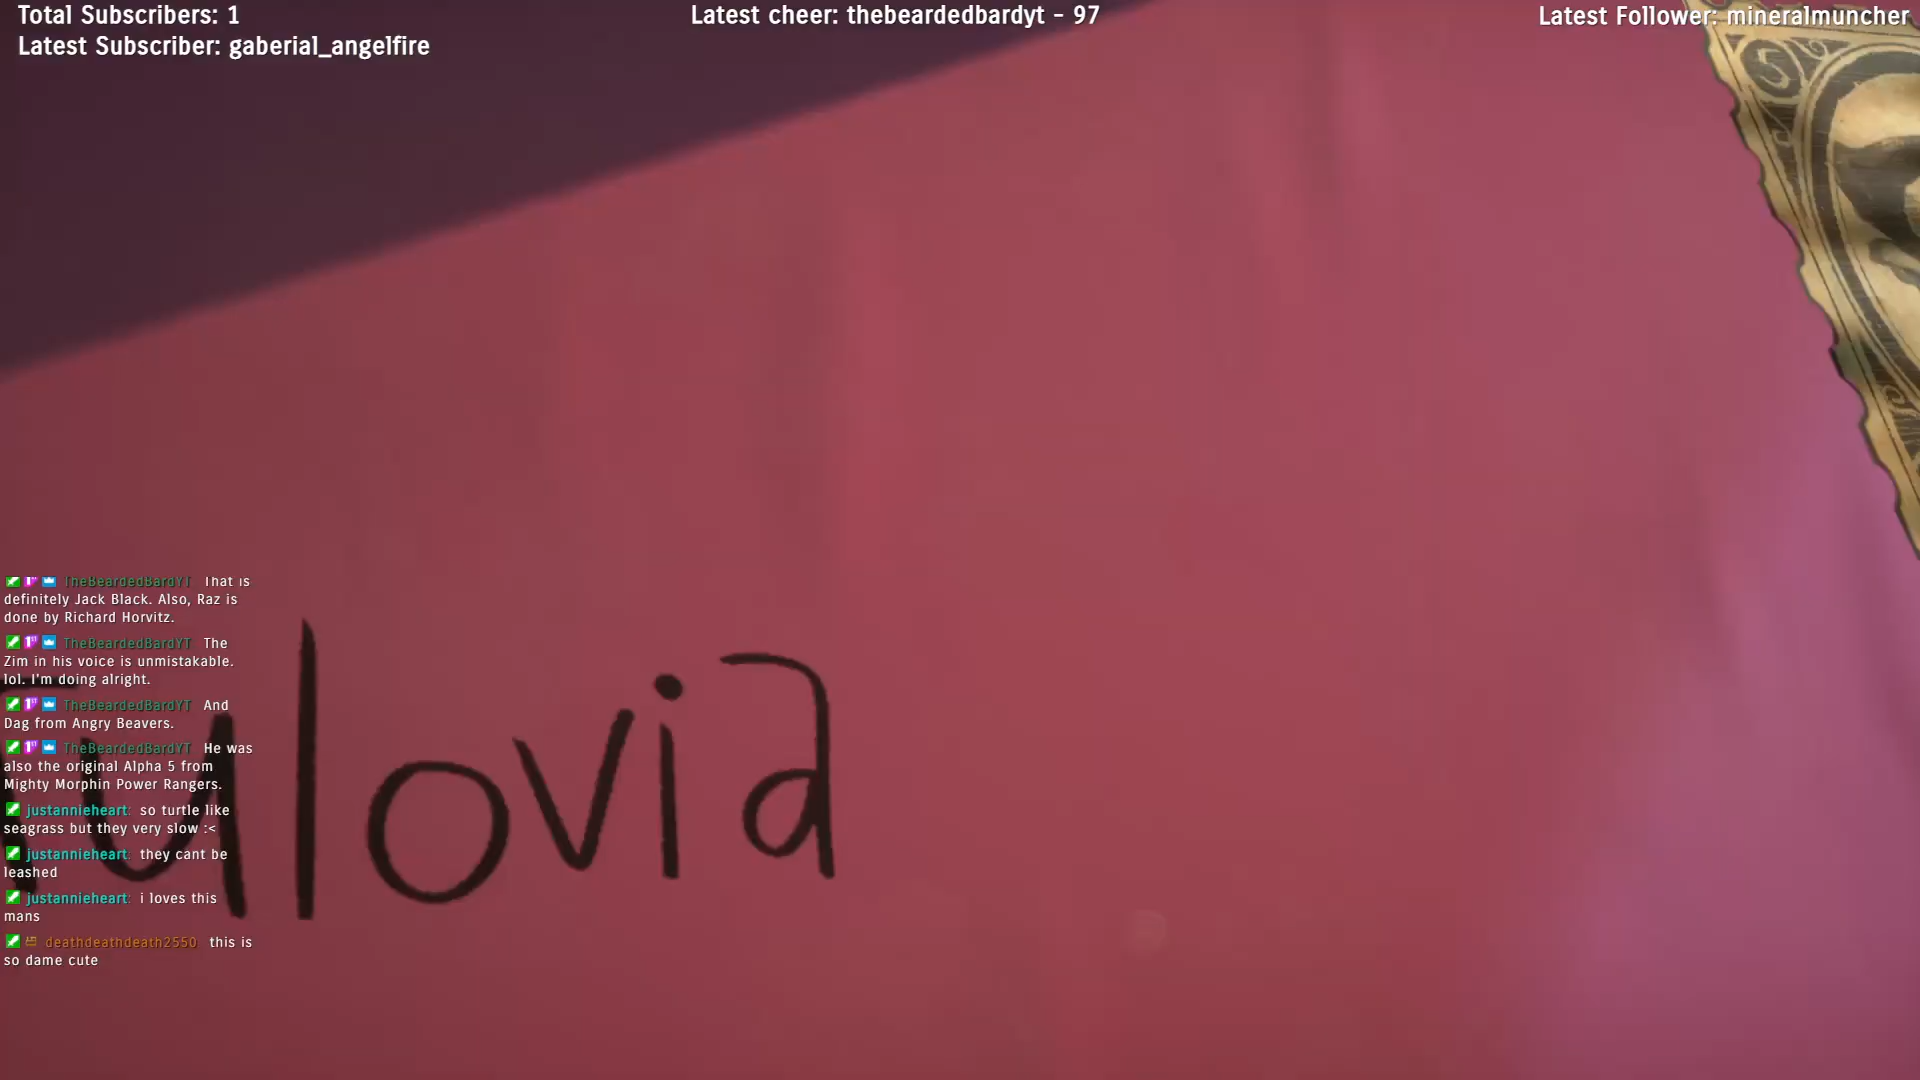 Total Subscribers: 1
Latest Subscriber: gaberial_angelfire
Latest cheer: thebeardedbardyt - 97
Latest Follower: mineralmuncher
TheBeardedBardYT That is
definitely Jack Black. Also, Raz is
done by Richard Horvitz.
TheBeardedBardYT The
Zim in his voice is unmistakable.
lol. I'm doing alright.
TheBeardedBardYT And
Dag from Angry Beavers.
TheBeardedBardYT He was
also the original Alpha 5 from
Mighty Morphin Power Rangers.
justannieheart: so turtle like
seagrass but they very slow :<
justannieheart: they cant be
leashed
justannieheart: i loves this
mans
deathdeathdeath2550 this is
so dame cute
ulovia